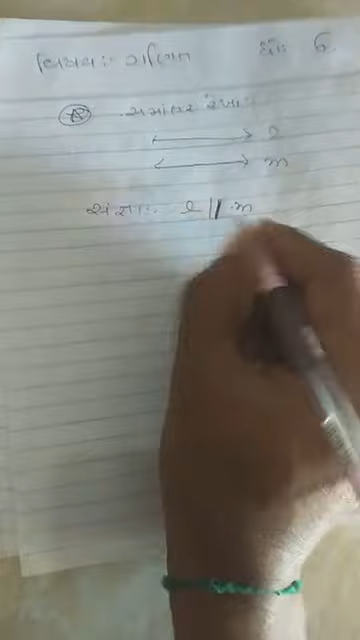 વિષય:- ગણિત ધો: 6
(A) સમાંતર રેખા:-
l
m
સંજ્ઞા:- l || m